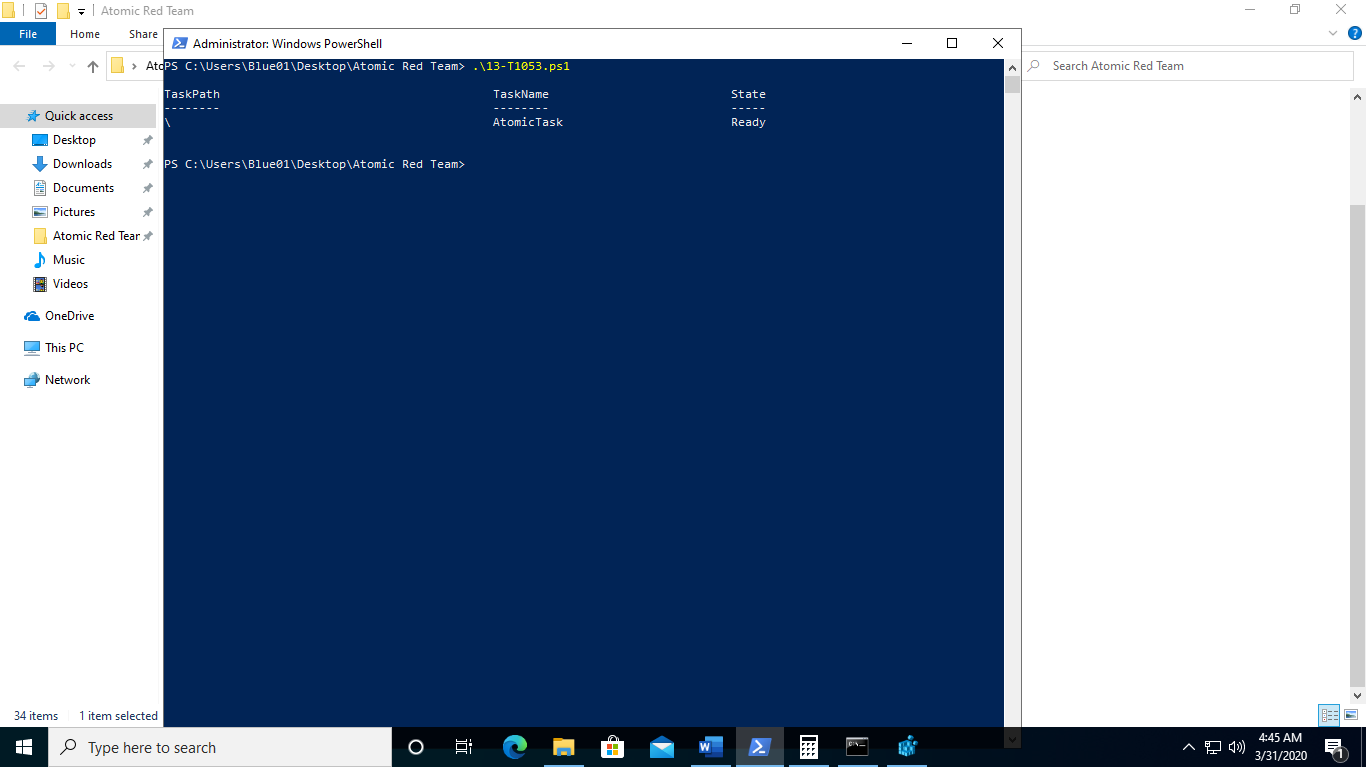 Atomic Red Team
File Home Share
Administrator: Windows PowerShell
Search Atomic Red Team
PS C:\Users\Blue01\Desktop\Atomic Red Team> .\13-T1053.ps1
TaskPath TaskName State
-------- -------- -----
\ AtomicTask Ready
PS C:\Users\Blue01\Desktop\Atomic Red Team>
Quick access
Desktop
Downloads
Documents
Pictures
Atomic Red Tear
Music
Videos
OneDrive
This PC
Network
34 items 1 item selected
Type here to search
4:45 AM
3/31/2020
1